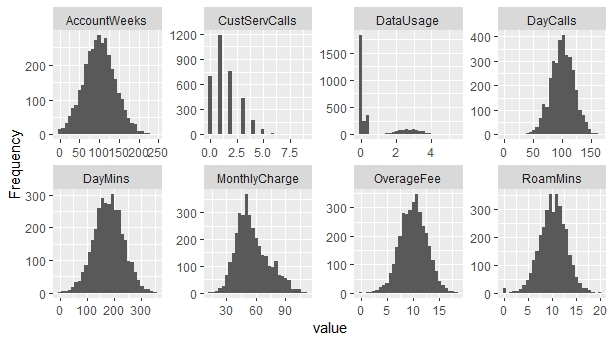 AccountWeeks CustServCalls DataUsage DayCalls
300 200 100 0
1200 900 600 300 0
1500 1000 500 0
400 300 200 100 0
0 50 100 150 200 250
0.0 2.5 5.0 7.5
0 2 4
0 50 100 150
Frequency
DayMins MonthlyCharge OverageFee RoamMins
300 200 100 0
300 200 100 0
300 200 100 0
300 200 100 0
0 100 200 300
30 60 90
0 5 10 15
0 5 10 15 20
value